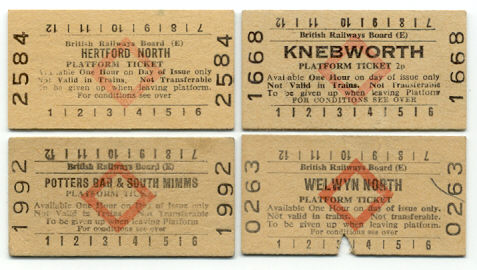 12 11 10 9 8 7
2584
British Railways Board (E)
HERTFORD NORTH
PLATFORM TICKET
Available One Hour on Day of Issue only
Not Valid in Trains. Not Transferable
To be given up when leaving platform.
For conditions see over
2584
1 2 3 4 5 6
12 11 10 9 8 7
1668
British Railways Board (E)
KNEBWORTH
PLATFORM TICKET 2p
Available One Hour on day of issue only
Not Valid in Trains. Not Transferable
To be given up when leaving Platform
FOR CONDITIONS SEE OVER
1668
1 2 3 4 5 6
12 11 10 9 8 7
1992
British Railways Board (E)
POTTERS BAR & SOUTH MIMMS
PLATFORM TICKET
Available One Hour on Day of Issue only
Not Valid in Trains. Not Transferable.
To be given up when leaving platform
For conditions see over
1992
1 2 3 4 5 6
12 11 10 9 8 7
0263
British Railways Board (E)
WELWYN NORTH
PLATFORM TICKET
Available one hour on day of issue only.
Not valid in trains. Not transferable.
To be given up when leaving platform.
For conditions see over
0263
1 2 4 5 6